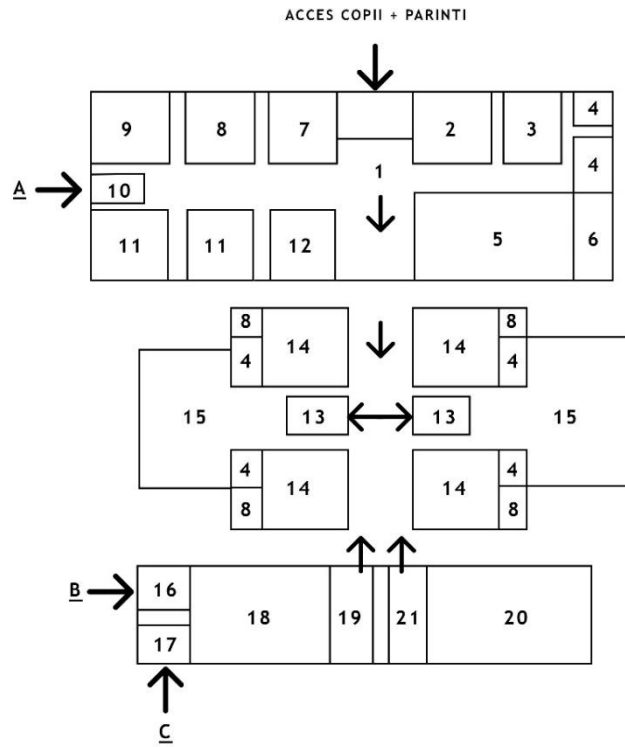 ACCES COPII + PARINTI
9 8 7 2 3 4
A 10 1 4
11 11 12 5 6
8 14 14 8
4 4
15 13 13 15
4 14 14 4
8 8
B 16 18 19 21 20
17
C